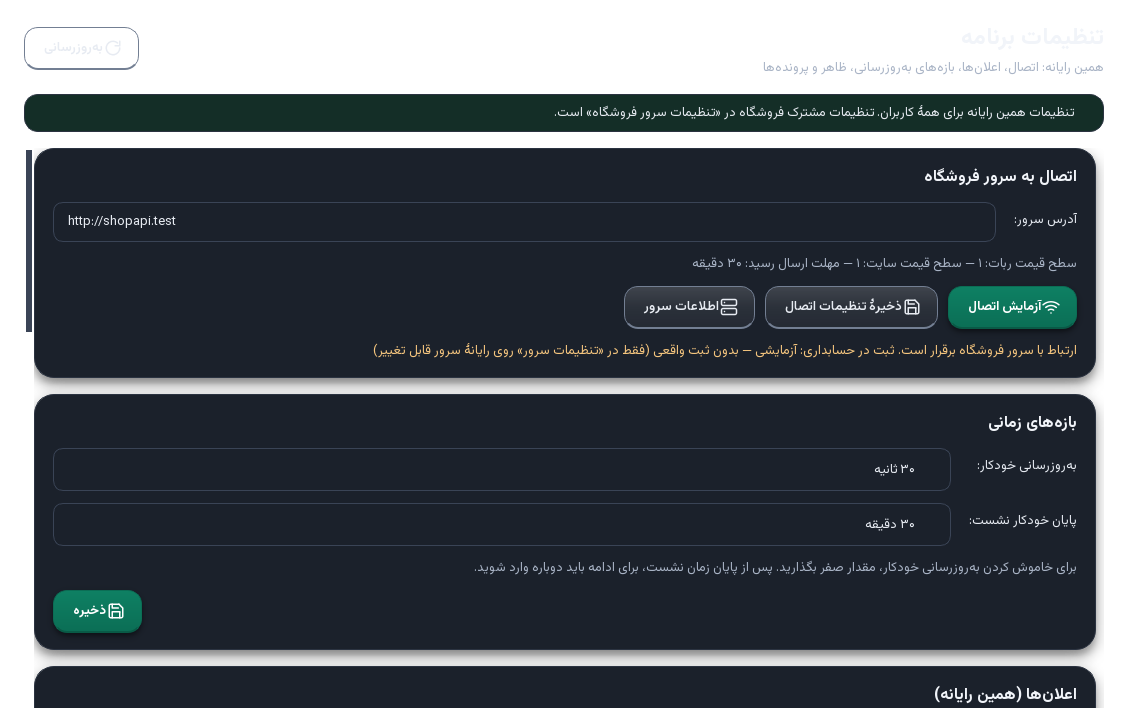 تنظیمات برنامه
به‌روزرسانی
همین رایانه: اتصال، اعلان‌ها، بازه‌های به‌روزرسانی، ظاهر و پرونده‌ها
تنظیمات همین رایانه برای همهٔ کاربران. تنظیمات مشترک فروشگاه در «تنظیمات سرور فروشگاه» است.
اتصال به سرور فروشگاه
آدرس سرور:
http://shopapi.test
سطح قیمت ربات: ۱ — سطح قیمت سایت: ۱ — مهلت ارسال رسید: ۳۰ دقیقه
آزمایش اتصال
ذخیرهٔ تنظیمات اتصال
اطلاعات سرور
ارتباط با سرور فروشگاه برقرار است. ثبت در حسابداری: آزمایشی — بدون ثبت واقعی (فقط در «تنظیمات سرور» روی رایانهٔ سرور قابل تغییر)
بازه‌های زمانی
به‌روزرسانی خودکار:
۳۰ ثانیه
پایان خودکار نشست:
۳۰ دقیقه
برای خاموش کردن به‌روزرسانی خودکار، مقدار صفر بگذارید. پس از پایان زمان نشست، برای ادامه باید دوباره وارد شوید.
ذخیره
اعلان‌ها (همین رایانه)